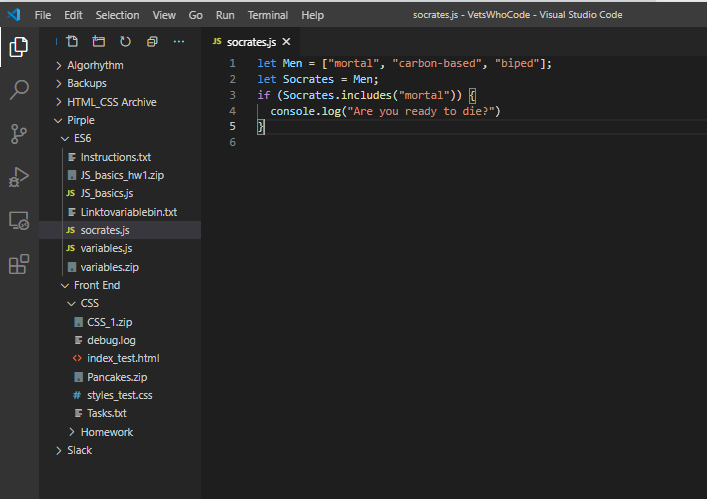 File Edit Selection View Go Run Terminal Help socrates.js - VetsWhoCode - Visual Studio Code
JS socrates.js
Algorhythm
Backups
HTML_CSS Archive
Pirple
ES6
Instructions.txt
JS_basics_hw1.zip
JS JS_basics.js
Linktovariablebin.txt
JS socrates.js
JS variables.js
variables.zip
Front End
CSS
CSS_1.zip
debug.log
<> index_test.html
Pancakes.zip
# styles_test.css
Tasks.txt
Homework
Slack
1 let Men = ["mortal", "carbon-based", "biped"];
2 let Socrates = Men;
3 if (Socrates.includes("mortal")) {
4 console.log("Are you ready to die?")
5 }
6